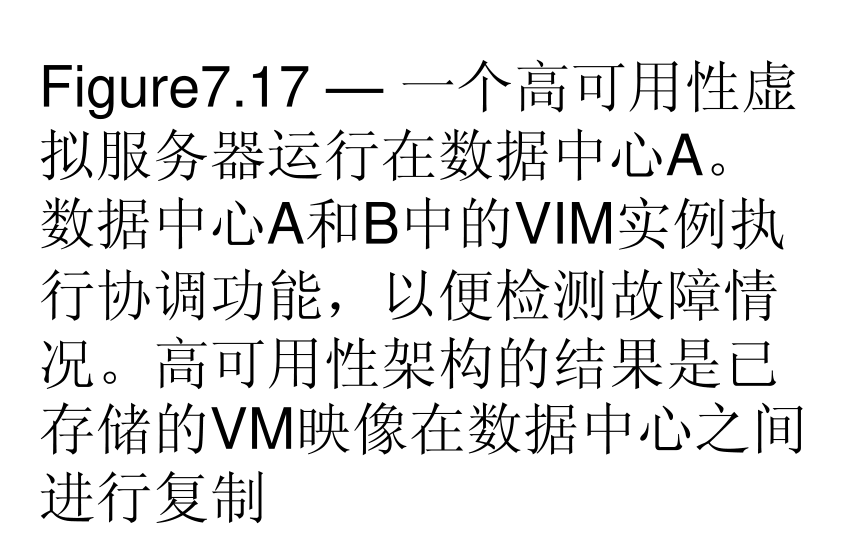 Figure7.17 — 一个高可用性虚
拟服务器运行在数据中心A。
数据中心A和B中的VIM实例执
行协调功能，以便检测故障情
况。高可用性架构的结果是已
存储的VM映像在数据中心之间
进行复制